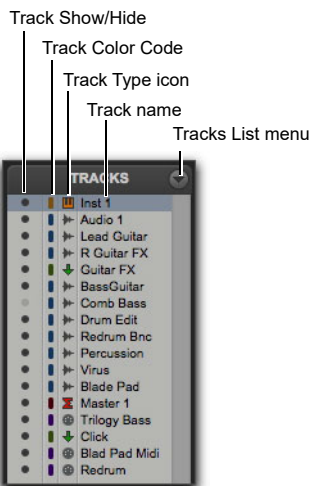 Track Show/Hide
Track Color Code
Track Type icon
Track name
Tracks List menu
TRACKS
Inst 1
Audio 1
Lead Guitar
R Guitar FX
Guitar FX
BassGuitar
Comb Bass
Drum Edit
Redrum Bnc
Percussion
Virus
Blade Pad
Master 1
Trilogy Bass
Click
Blad Pad Midi
Redrum